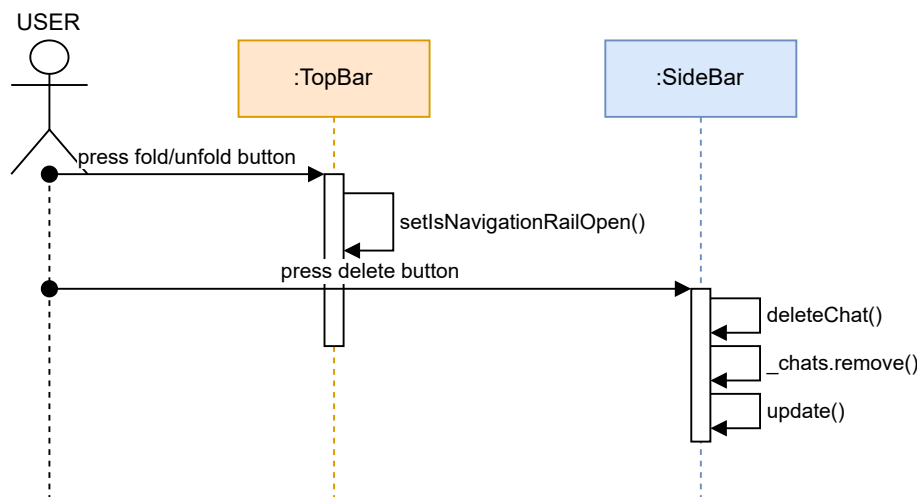 USER
:TopBar
:SideBar
press fold/unfold button
setIsNavigationRailOpen()
press delete button
deleteChat()
_chats.remove()
update()